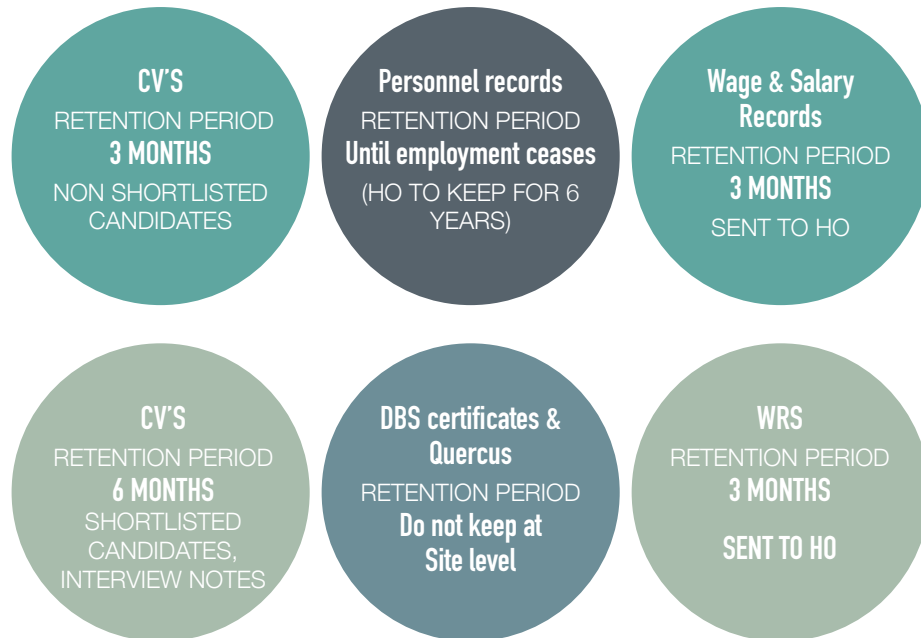 CV'S
RETENTION PERIOD
3 MONTHS
NON SHORTLISTED
CANDIDATES
Personnel records
RETENTION PERIOD
Until employment ceases
(HO TO KEEP FOR 6
YEARS)
Wage & Salary
Records
RETENTION PERIOD
3 MONTHS
SENT TO HO
CV'S
RETENTION PERIOD
6 MONTHS
SHORTLISTED
CANDIDATES,
INTERVIEW NOTES
DBS certificates &
Quercus
RETENTION PERIOD
Do not keep at
Site level
WRS
RETENTION PERIOD
3 MONTHS
SENT TO HO